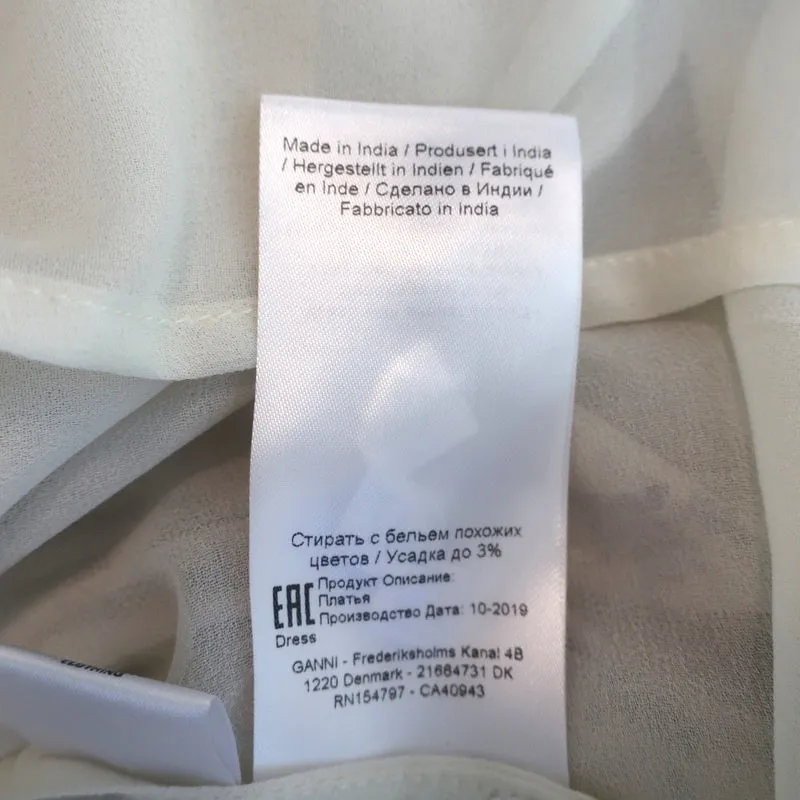 Made in India / Produsert i India
/ Hergestellt in Indien / Fabriqué
en Inde / Сделано в Индии /
Fabbricato in India
Стирать с бельем похожих
цветов / Усадка до 3%
EAC
Продукт Описание:
Платья
Производство Дата: 10-2019
Dress
GANNI - Frederiksholms Kanal 4B
1220 Denmark - 21664731 DK
RN154797 - CA40943